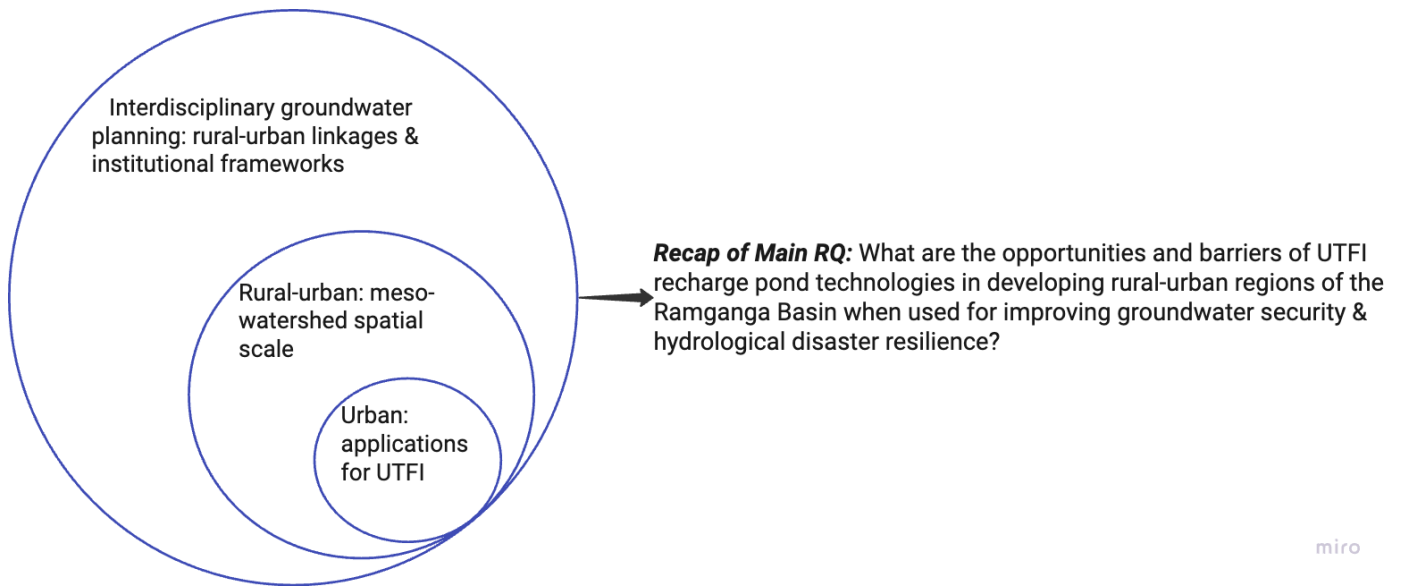 Interdisciplinary groundwater
planning: rural-urban linkages &
institutional frameworks
Rural-urban: meso-
watershed spatial
scale
Urban:
applications
for UTFI
Recap of Main RQ: What are the opportunities and barriers of UTFI
recharge pond technologies in developing rural-urban regions of the
Ramganga Basin when used for improving groundwater security &
hydrological disaster resilience?
miro